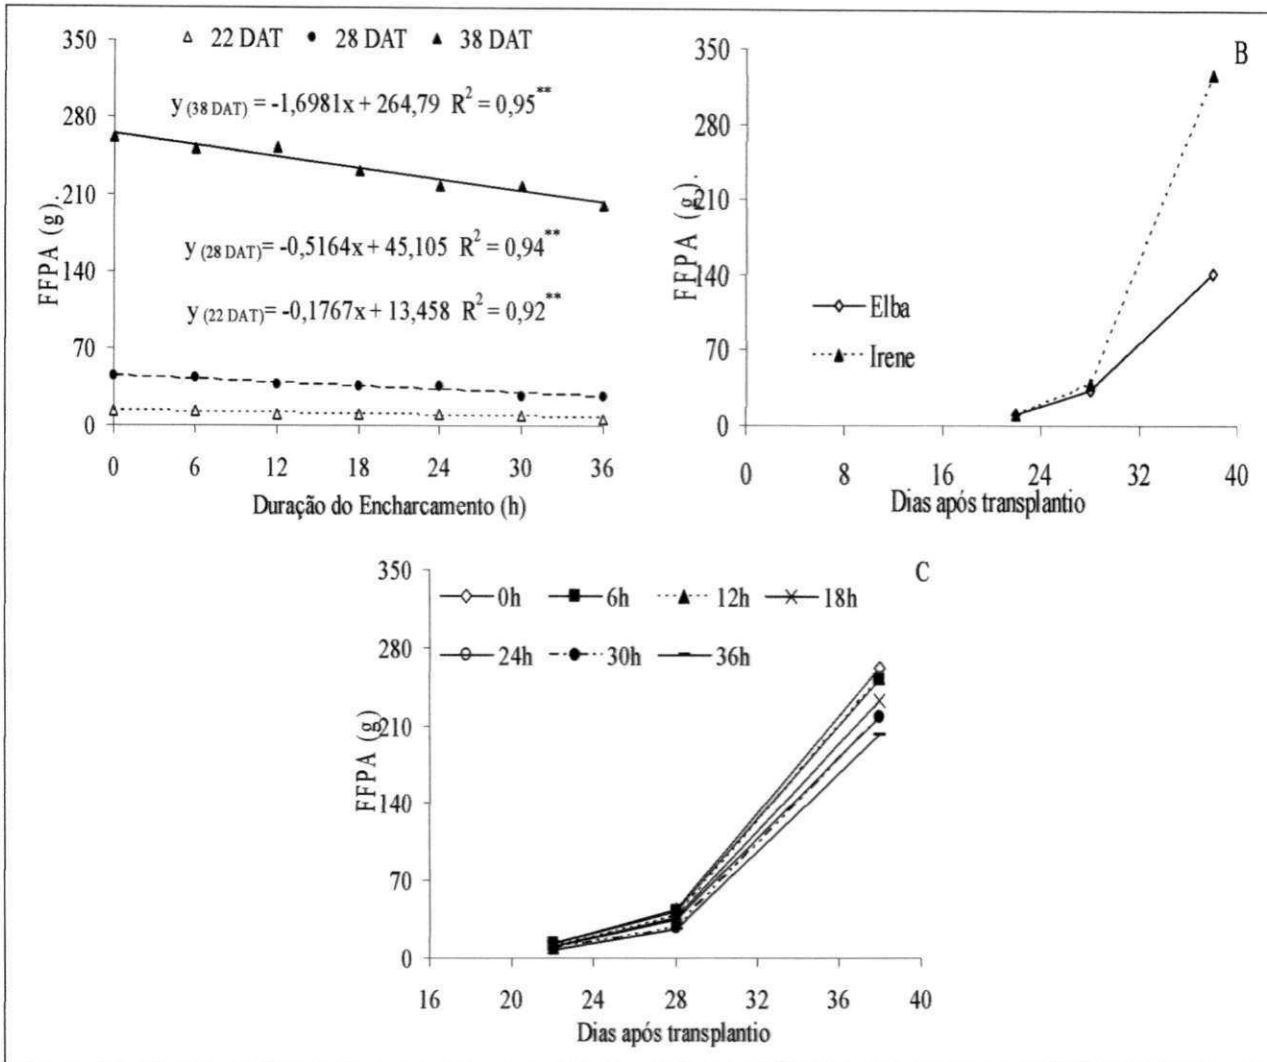 350
280
210
140
70
0
△ 22 DAT ● 28 DAT ▲ 38 DAT
y (38 DAT) = -1,6981x + 264,79 R² = 0,95**
y (28 DAT)= -0,5164x + 45,105 R² = 0,94**
y (22 DAT)= -0,1767x + 13,458 R² = 0,92**
FFPA (g).
0 6 12 18 24 30 36
Duração do Encharcamento (h)
B
350
280
210
140
70
0
FFPA (g).
Elba
Irene
0 8 16 24 32 40
Dias após transplantio
C
350
280
210
140
70
0
0h 6h 12h 18h
24h 30h 36h
FFPA (g)
16 20 24 28 32 36 40
Dias após transplantio